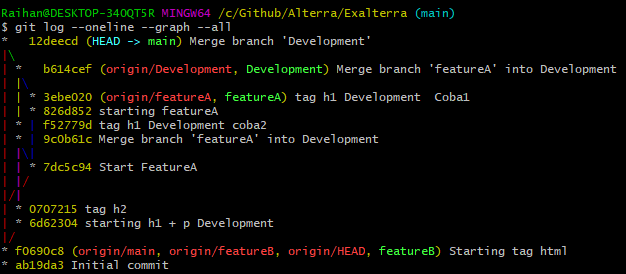 Raihan@DESKTOP-340QT5R MINGW64 /c/Github/Alterra/Exalterra (main)
$ git log --oneline --graph --all
*   12deecd (HEAD -> main) Merge branch 'Development'
|\
| *   b614cef (origin/Development, Development) Merge branch 'featureA' into Development
| |\
| | * 3ebe020 (origin/featureA, featureA) tag h1 Development  Coba1
| | * 826d852 starting featureA
| * | f52779d tag h1 Development coba2
| * | 9c0b61c Merge branch 'featureA' into Development
| |\|
| | * 7dc5c94 Start FeatureA
| |/
|/|
| * 0707215 tag h2
| * 6d62304 starting h1 + p Development
|/
* f0690c8 (origin/main, origin/featureB, origin/HEAD, featureB) Starting tag html
* ab19da3 Initial commit